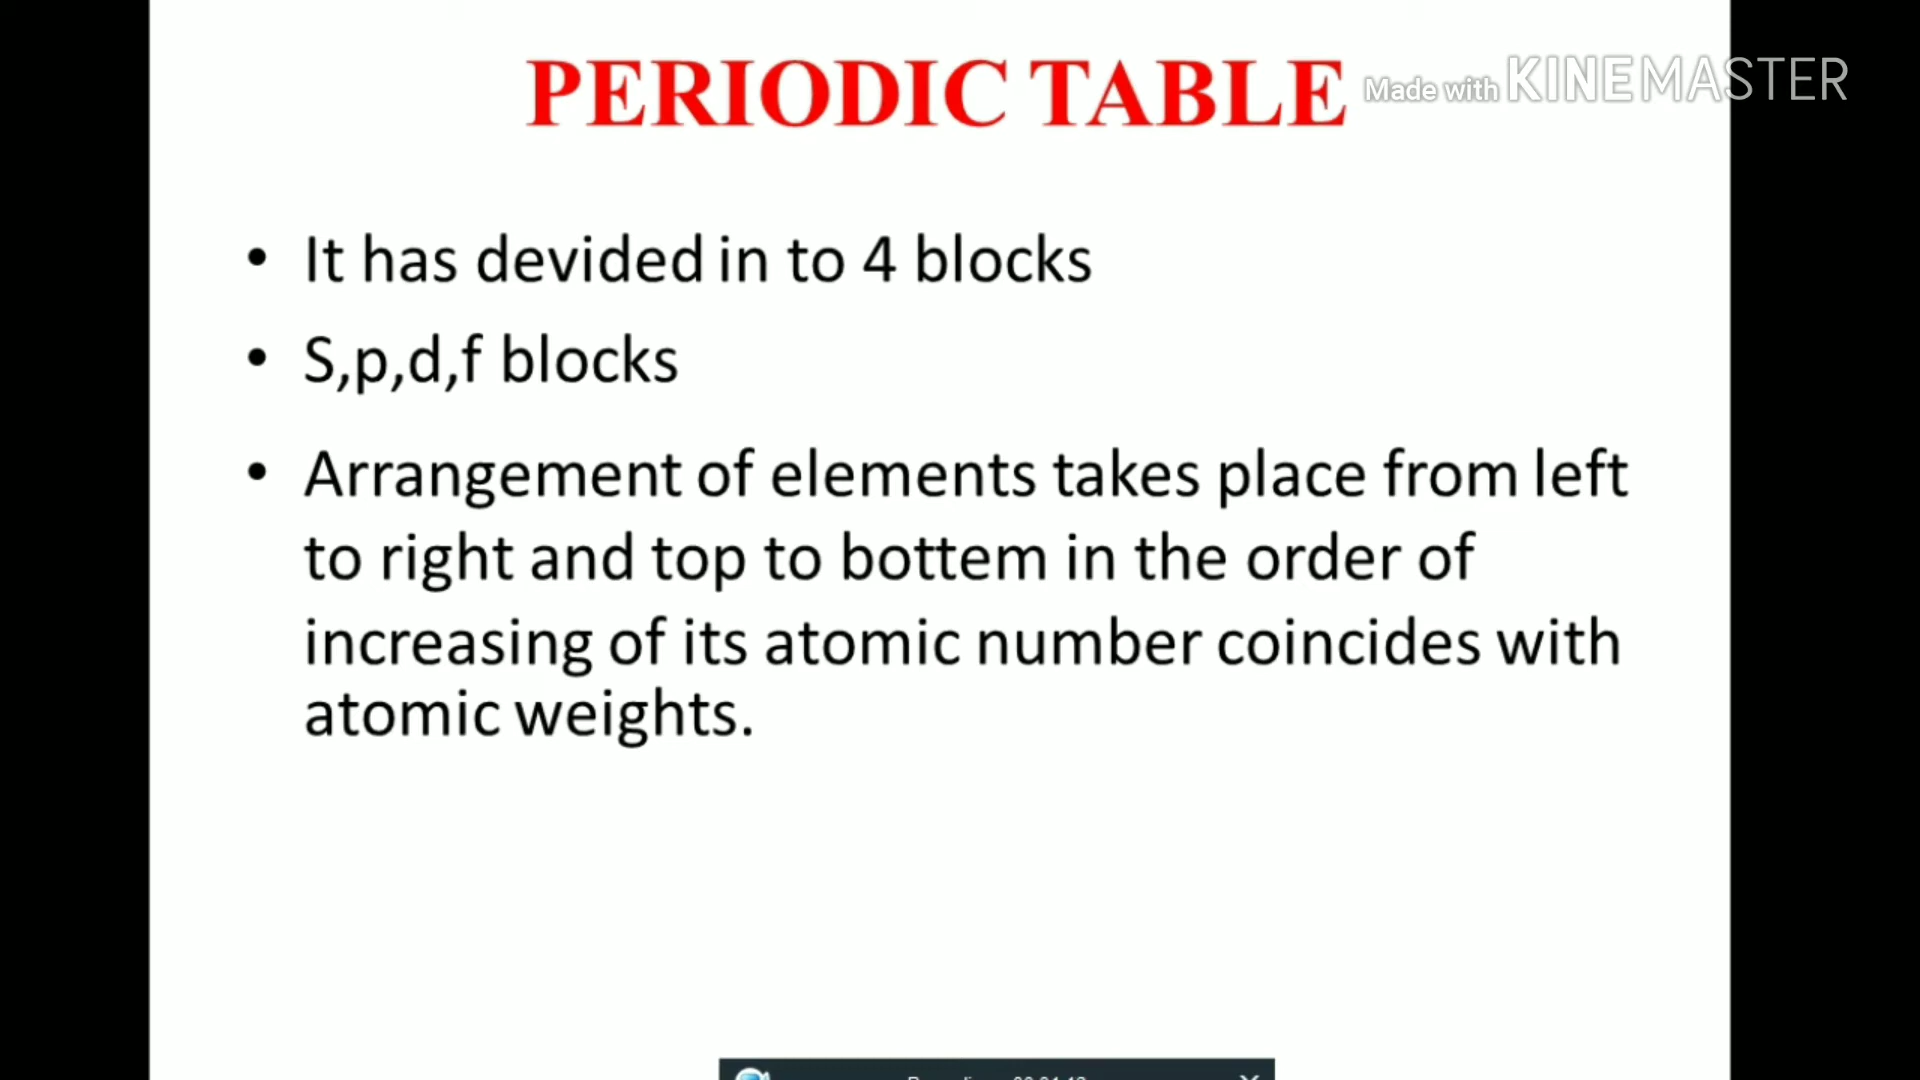 PERIODIC TABLE
Made with KINEMASTER
• It has devided in to 4 blocks
• S,p,d,f blocks
• Arrangement of elements takes place from left
to right and top to bottem in the order of
increasing of its atomic number coincides with
atomic weights.